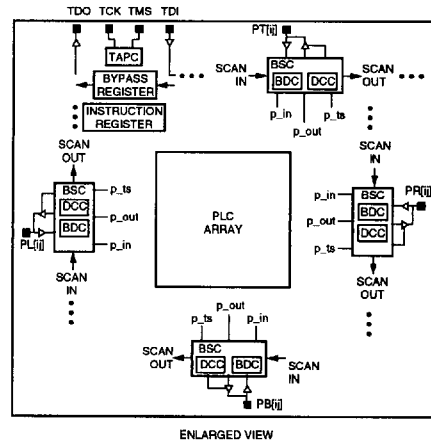 TDO TCK TMS TDI
PT[ij]
TAPC
BYPASS
REGISTER
INSTRUCTION
REGISTER
SCAN
IN
BSC
BDC DCC
SCAN
OUT
p_in
p_out
p_ts
SCAN
OUT
BSC
DCC
BDC
p_ts
p_out
p_in
PL[ij]
SCAN
IN
PLC
ARRAY
SCAN
IN
p_in
p_out
p_ts
BSC
BDC
DCC
PR[ij]
SCAN
OUT
p_out
p_ts
p_in
SCAN
OUT
BSC
DCC BDC
SCAN
IN
PB[ij]
ENLARGED VIEW